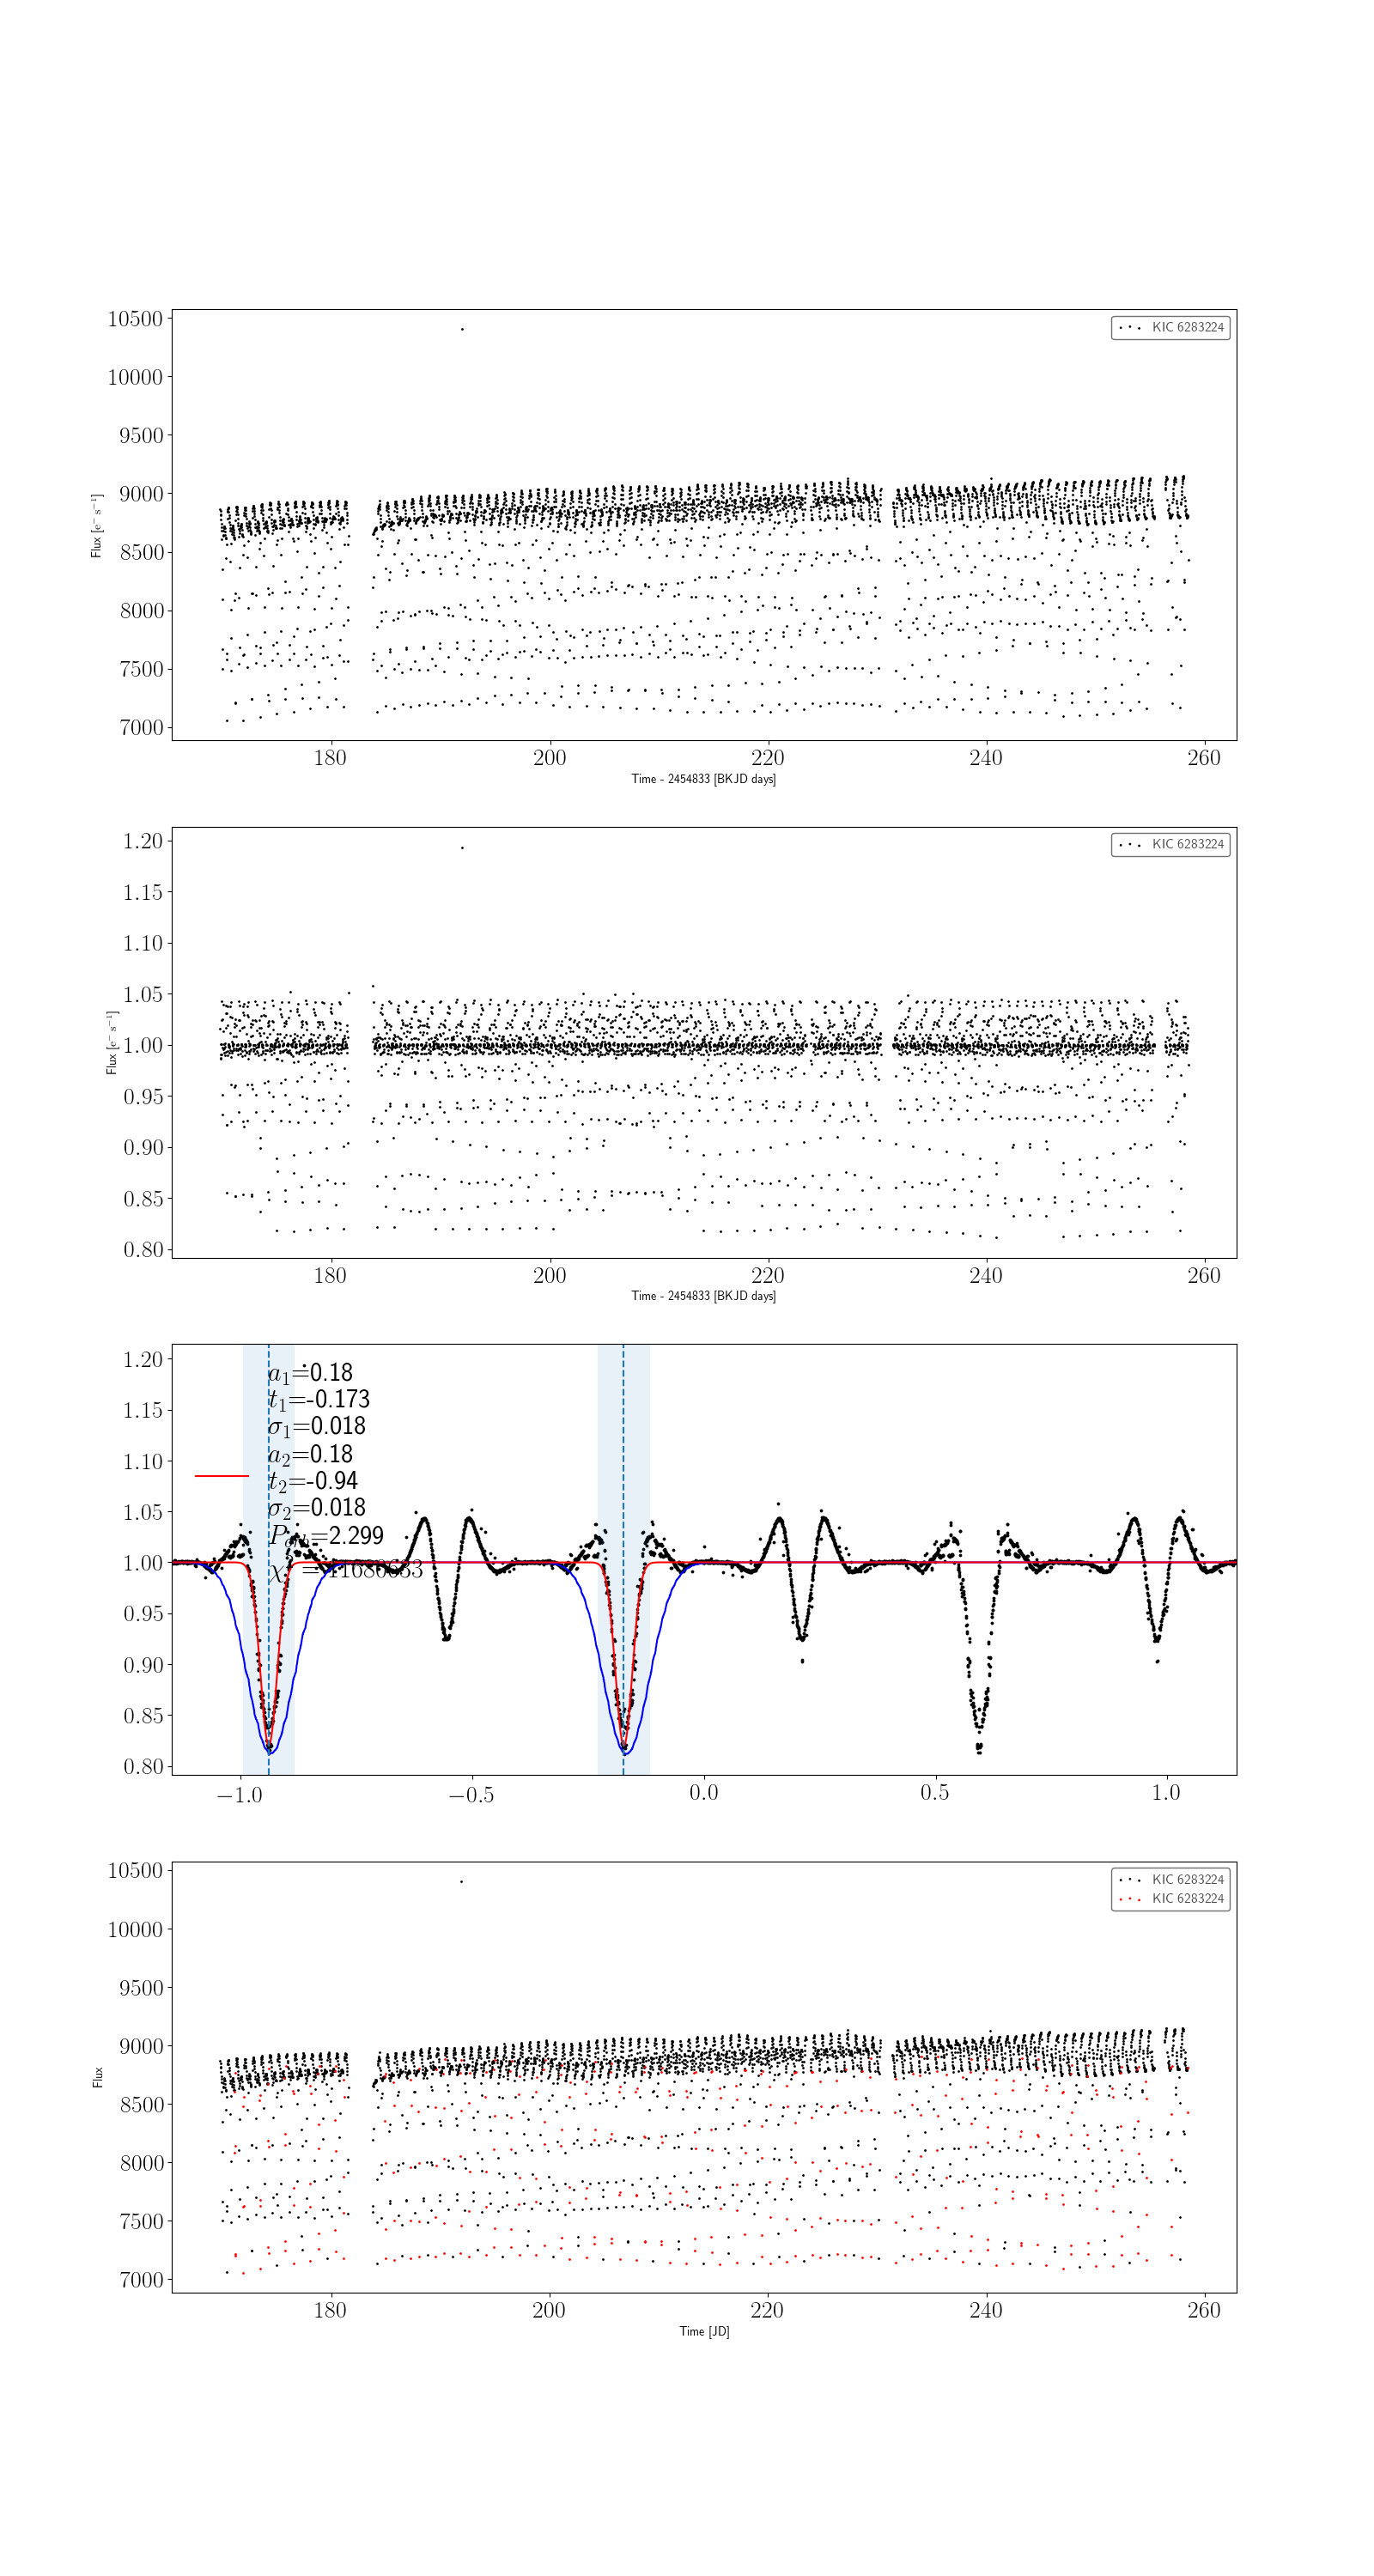 10500
10000
9500
9000
8500
8000
7500
7000
Flux [e⁻ s⁻¹]
KIC 6283224
180 200 220 240 260
Time - 2454833 [BKJD days]
1.20
1.15
1.10
1.05
1.00
0.95
0.90
0.85
0.80
Flux [e⁻ s⁻¹]
KIC 6283224
180 200 220 240 260
Time - 2454833 [BKJD days]
1.20
1.15
1.10
1.05
1.00
0.95
0.90
0.85
0.80
a₁=0.18
t₁=-0.173
σ₁=0.018
a₂=0.18
t₂=-0.94
σ₂=0.018
=2.299
−1.0 −0.5 0.0 0.5 1.0
10500
10000
9500
9000
8500
8000
7500
7000
Flux
KIC 6283224
KIC 6283224
180 200 220 240 260
Time [JD]